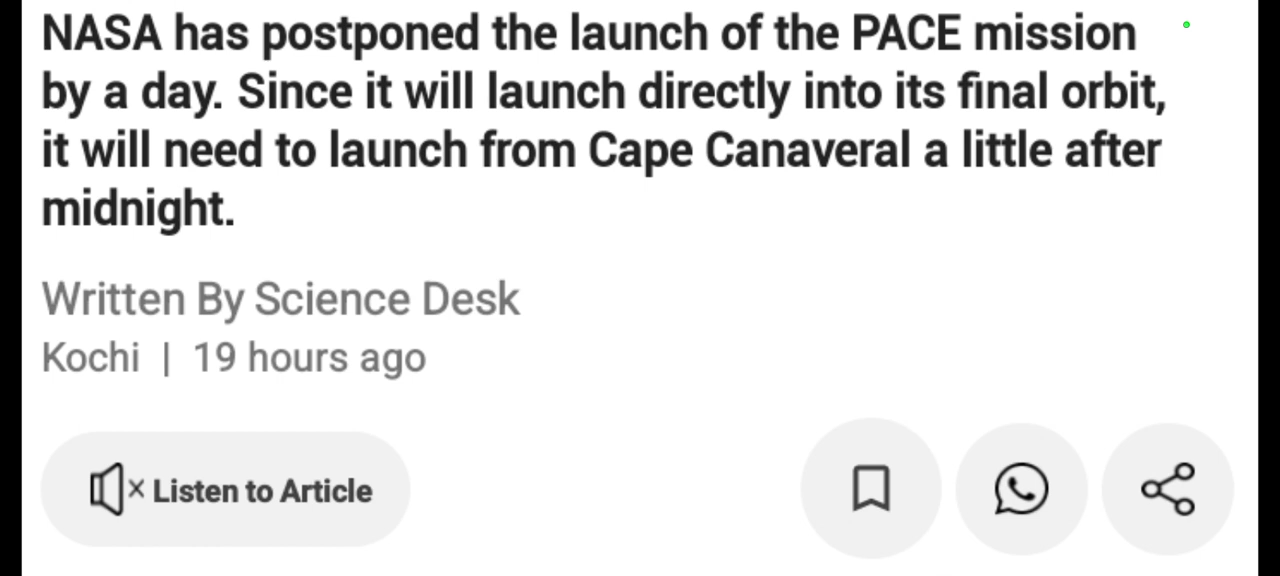 NASA has postponed the launch of the PACE mission
by a day. Since it will launch directly into its final orbit,
it will need to launch from Cape Canaveral a little after
midnight.
Written By Science Desk
Kochi | 19 hours ago
Listen to Article